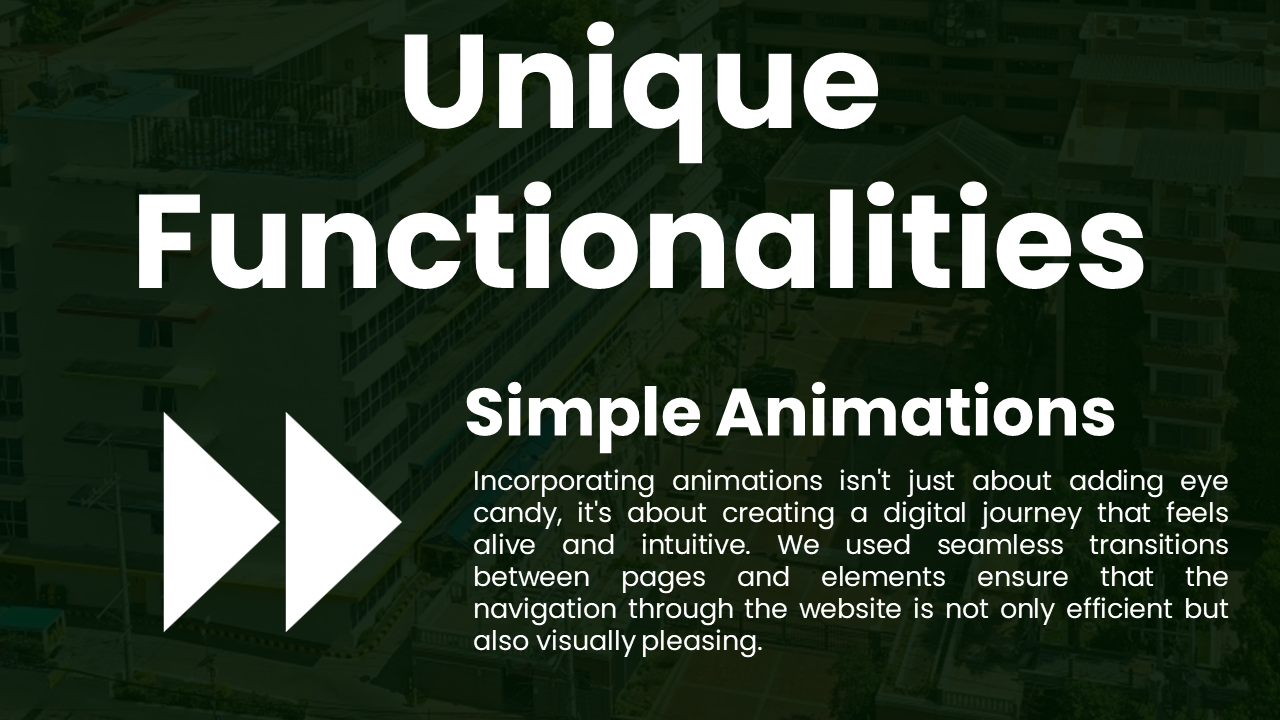 Unique
Functionalities
Simple Animations
Incorporating animations isn't just about adding eye
candy, it's about creating a digital journey that feels
alive and intuitive. We used seamless transitions
between pages and elements ensure that the
navigation through the website is not only efficient but
also visually pleasing.